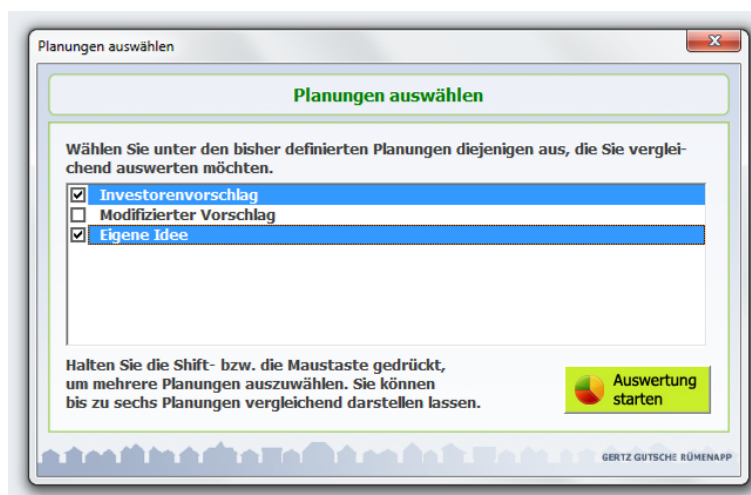 Planungen auswählen
Planungen auswählen
Wählen Sie unter den bisher definierten Planungen diejenigen aus, die Sie verglei-
chend auswerten möchten.
Investorenvorschlag
Modifizierter Vorschlag
Eigene Idee
Halten Sie die Shift- bzw. die Maustaste gedrückt,
um mehrere Planungen auszuwählen. Sie können
bis zu sechs Planungen vergleichend darstellen lassen.
Auswertung
starten
GERTZ GUTSCHE RÜMENAPP